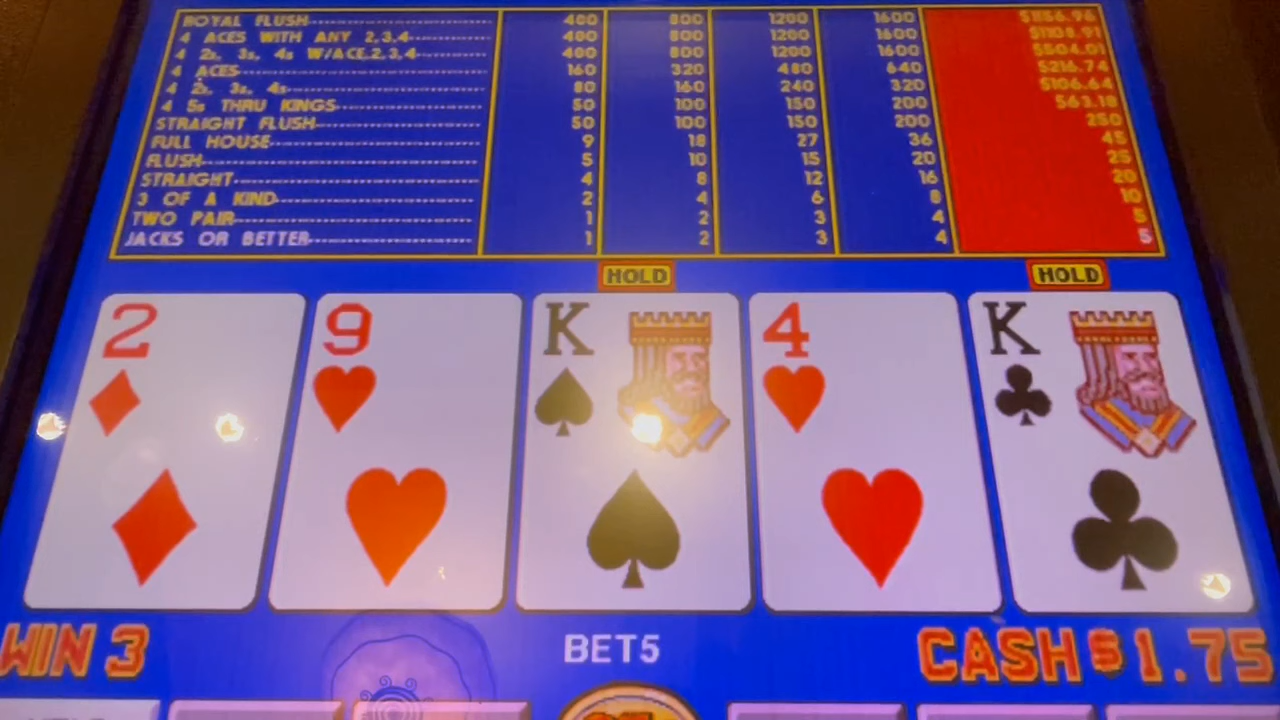 ROYAL FLUSH 400 800 1200 1600 $1156.96
4 ACES WITH ANY 2,3,4 400 800 1200 1600 $1108.91
4 2s, 3s, 4s W/ACE,2,3,4 400 800 1200 1600 $504.01
4 ACES 160 320 480 640 $216.74
4 2s, 3s, 4s 80 160 240 320 $106.64
4 5s THRU KINGS 50 100 150 200 $63.18
STRAIGHT FLUSH 50 100 150 200 250
FULL HOUSE 9 18 27 36 45
FLUSH 5 10 15 20 25
STRAIGHT 4 8 12 16 20
3 OF A KIND 2 4 6 8 10
TWO PAIR 1 2 3 4 5
JACKS OR BETTER 1 2 3 4 5
HOLD HOLD
2 9 K 4 K
WIN 3 BET5 CASH $1.75